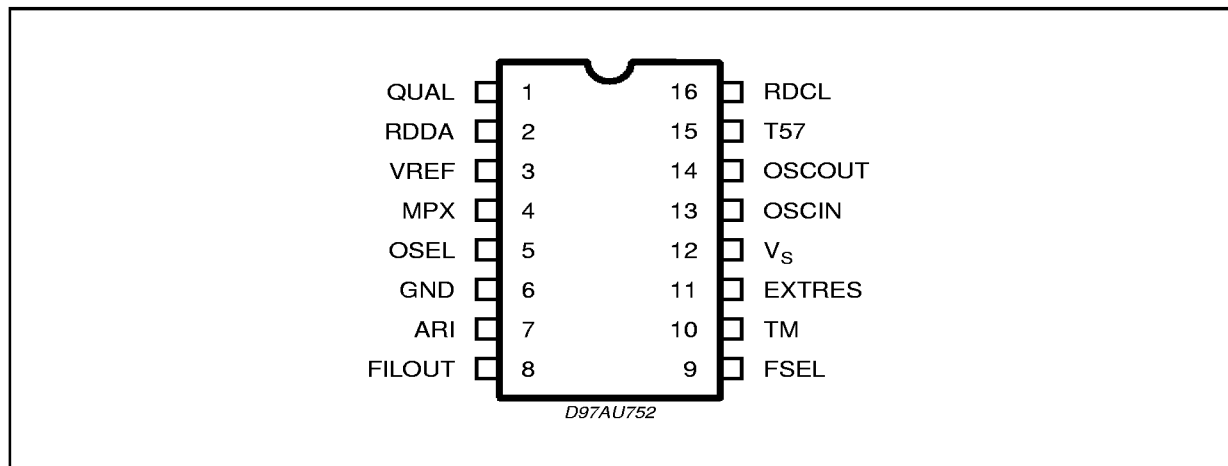 QUAL 1 16 RDCL
RDDA 2 15 T57
VREF 3 14 OSCOUT
MPX 4 13 OSCIN
OSEL 5 12 VS
GND 6 11 EXTRES
ARI 7 10 TM
FILOUT 8 9 FSEL
D97AU752